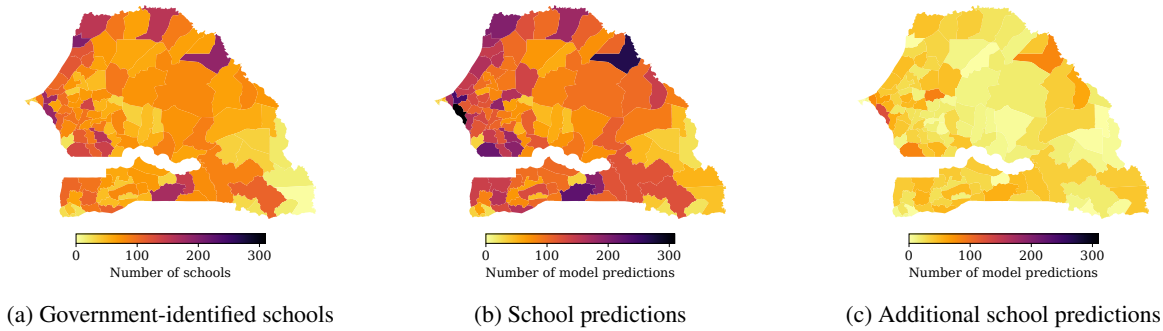 0 100 200 300
Number of schools
(a) Government-identified schools
0 100 200 300
Number of model predictions
(b) School predictions
0 100 200 300
Number of model predictions
(c) Additional school predictions